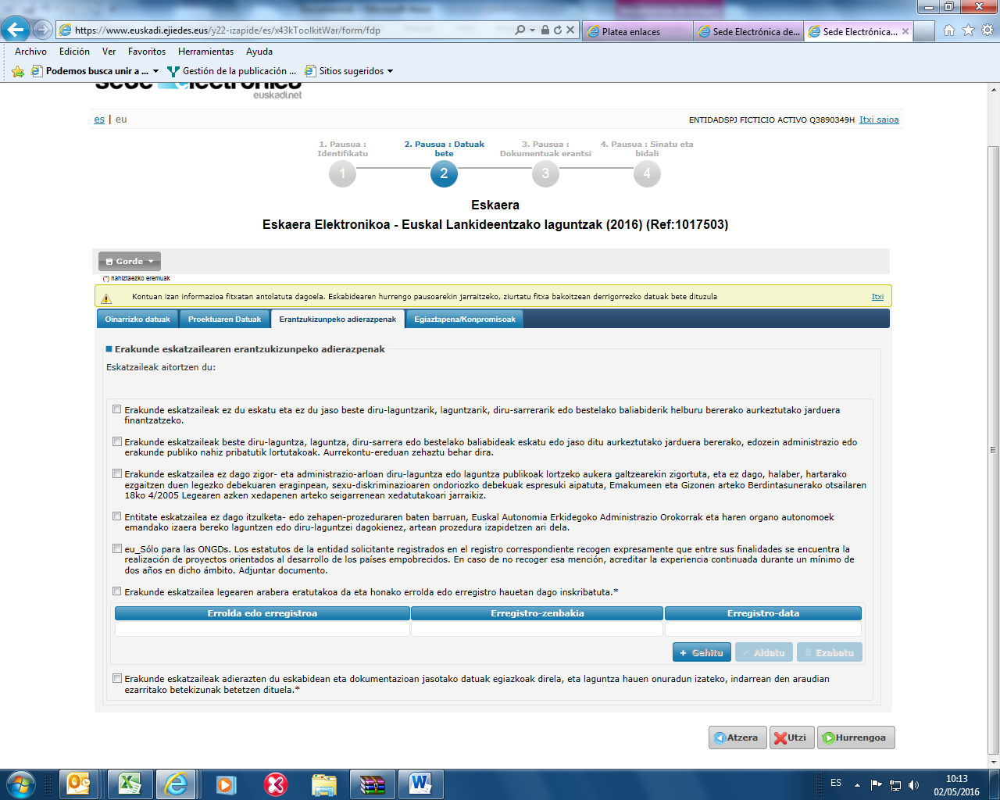 https://www.euskadi.ejiedes.eus/y22-izapide/es/x43kToolkitWar/form/fdp
Platea enlaces
Sede Electrónica de...
Sede Electrónica...
Archivo Edición Ver Favoritos Herramientas Ayuda
Podemos busca unir a ...
Gestión de la publicación ...
Sitios sugeridos
sede electrónica
euskadi.net
es | eu
ENTIDADSPJ FICTICIO ACTIVO Q3890349H Itxi saioa
1. Pausua : Identifikatu
2. Pausua : Datuak bete
3. Pausua : Dokumentuak erantsi
4. Pausua : Sinatu eta bidali
1 2 3 4
Eskaera
Eskaera Elektronikoa - Euskal Lankideentzako laguntzak (2016) (Ref:1017503)
Gorde
(*) nahiztaezko eremuak
Kontuan izan informazioa fitxatan antolatuta dagoela. Eskabidearen hurrengo pausoarekin jarraitzeko, ziurtatu fitxa bakoitzean derrigorrezko datuak bete dituzula
Itxi
Oinarrizko datuak
Proektuaren Datuak
Erantzukizunpeko adierazpenak
Egiaztapena/Konpromisoak
Erakunde eskatzailearen erantzukizunpeko adierazpenak
Eskatzaileak aitortzen du:
Erakunde eskatzaileak ez du eskatu eta ez du jaso beste diru-laguntzarik, laguntzarik, diru-sarrerarik edo bestelako baliabiderik helburu bererako aurkeztutako jarduera
finantzatzeko.
Erakunde eskatzaileak beste diru-laguntza, laguntza, diru-sarrera edo bestelako baliabideak eskatu edo jaso ditu aurkeztutako jarduera bererako, edozein administrazio edo
erakunde publiko nahiz pribatutik lortutakoak. Aurrekontu-ereduan zehaztu behar dira.
Erakunde eskatzailea ez dago zigor- eta administrazio-arloan diru-laguntza edo laguntza publikoak lortzeko aukera galtzearekin zigortuta, eta ez dago, halaber, hartarako
ezgaitzen duen legezko debekuaren eraginpean, sexu-diskriminazioaren ondoriozko debekuak espresuki aipatuta, Emakumeen eta Gizonen arteko Berdintasunerako otsailaren
18ko 4/2005 Legearen azken xedapenen arteko seigarrenean xedatutakoari jarraikiz.
Entitate eskatzailea ez dago itzulketa- edo zehapen-prozeduraren baten barruan, Euskal Autonomia Erkidegoko Administrazio Orokorrak eta haren organo autonomoek
emandako izaera bereko laguntzen edo diru-laguntzei dagokienez, artean prozedura izapidetzen ari dela.
eu_Sólo para las ONGDs. Los estatutos de la entidad solicitante registrados en el registro correspondiente recogen expresamente que entre sus finalidades se encuentra la
realización de proyectos orientados al desarrollo de los países empobrecidos. En caso de no recoger esa mención, acreditar la experiencia continuada durante un mínimo de
dos años en dicho ámbito. Adjuntar documento.
Erakunde eskatzailea legearen arabera eratutakoa da eta honako errolda edo erregistro hauetan dago inskribatuta.*
Errolda edo erregistroa
Erregistro-zenbakia
Erregistro-data
Gehitu
Aldatu
Ezabatu
Erakunde eskatzaileak adierazten du eskabidean eta dokumentazioan jasotako datuak egiazkoak direla, eta laguntza hauen onuradun izateko, indarrean den araudian
ezarritako betekizunak betetzen dituela.*
Atzera
Utzi
Hurrengoa
ES
10:13
02/05/2016